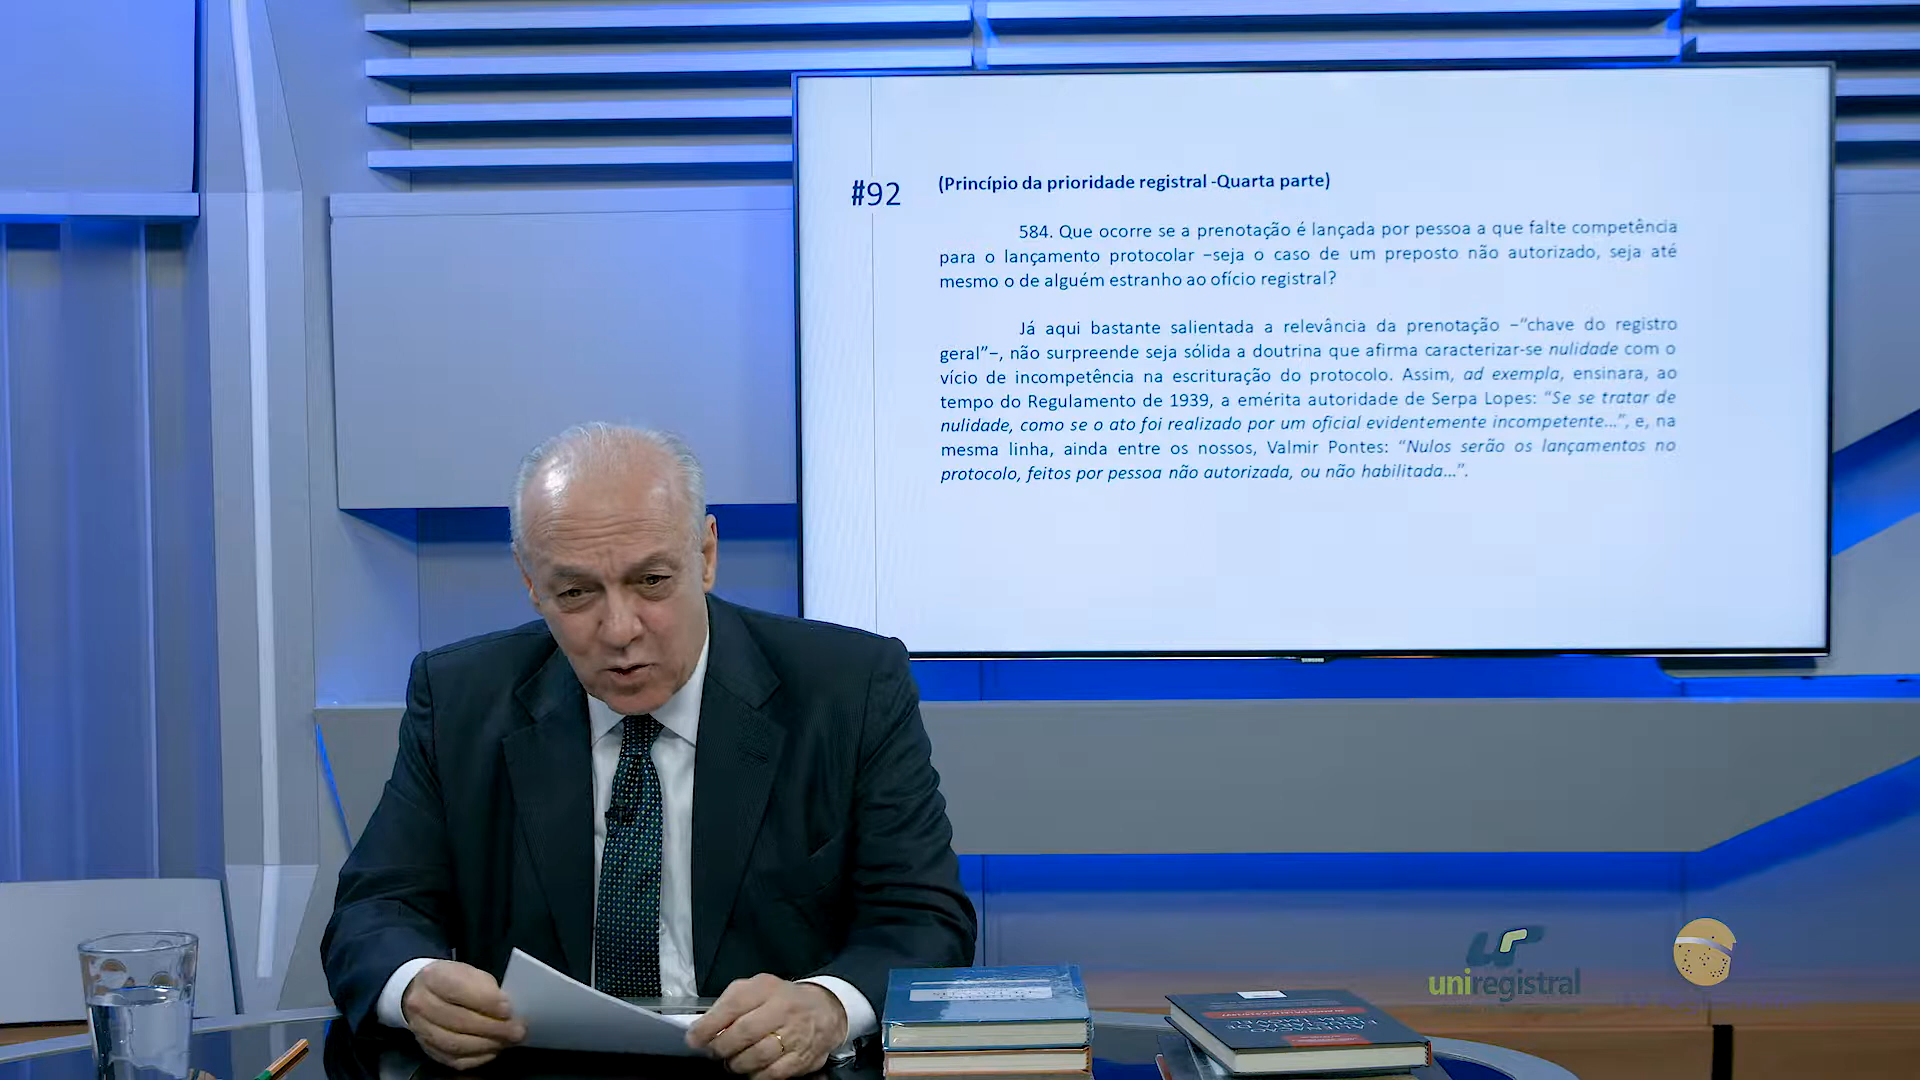 #92
(Princípio da prioridade registral -Quarta parte)
584. Que ocorre se a prenotação é lançada por pessoa a que falte competência
para o lançamento protocolar –seja o caso de um preposto não autorizado, seja até
mesmo o de alguém estranho ao ofício registral?
Já aqui bastante salientada a relevância da prenotação –“chave do registro
geral”–, não surpreende seja sólida a doutrina que afirma caracterizar-se nulidade com o
vício de incompetência na escrituração do protocolo. Assim, ad exempla, ensinara, ao
tempo do Regulamento de 1939, a emérita autoridade de Serpa Lopes: “Se se tratar de
nulidade, como se o ato foi realizado por um oficial evidentemente incompetente...”, e, na
mesma linha, ainda entre os nossos, Valmir Pontes: “Nulos serão os lançamentos no
protocolo, feitos por pessoa não autorizada, ou não habilitada...”.
SAMSUNG
uniregistral
ALIENAÇÃO
FIDUCIÁRIA DE
BEM IMÓVEL